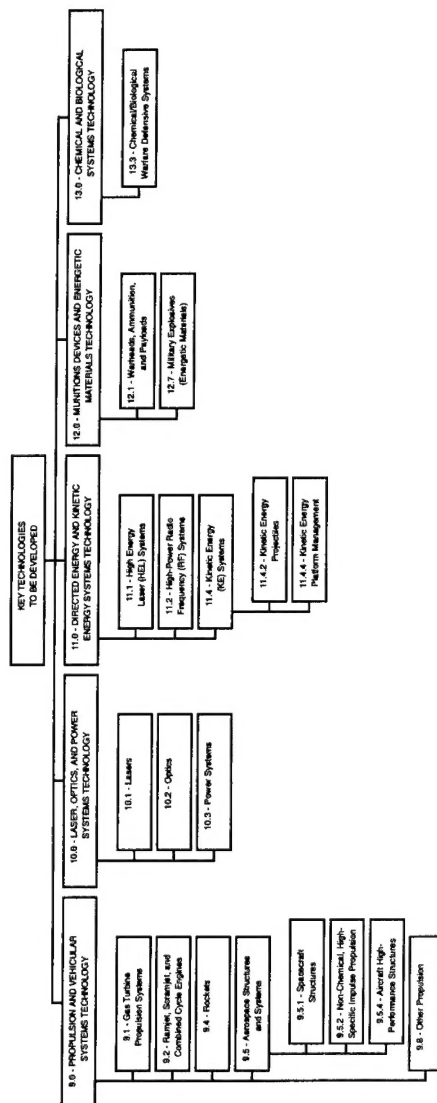 KEY TECHNOLOGIES
TO BE DEVELOPED
9.0 - PROPULSION AND VEHICULAR
SYSTEMS TECHNOLOGY
9.1 - Gas Turbine
Propulsion Systems
9.2 - Ramjet, Scramjet, and
Combined Cycle Engines
9.4 - Rockets
9.5 - Aerospace Structures
and Systems
9.5.1 - Spacecraft
Structures
9.5.2 - Non-Chemical, High-
Specific Impulse Propulsion
9.5.4 - Aircraft High-
Performance Structures
9.8 - Other Propulsion
10.0 - LASER, OPTICS, AND POWER
SYSTEMS TECHNOLOGY
10.1 - Lasers
10.2 - Optics
10.3 - Power Systems
11.0 - DIRECTED ENERGY AND KINETIC
ENERGY SYSTEMS TECHNOLOGY
11.1 - High Energy
Laser (HEL) Systems
11.2 - High-Power Radio
Frequency (RF) Systems
11.4 - Kinetic Energy
(KE) Systems
11.4.2 - Kinetic Energy
Projectiles
11.4.4 - Kinetic Energy
Platform Management
12.0 - MUNITIONS DEVICES AND ENERGETIC
MATERIALS TECHNOLOGY
12.1 - Warheads, Ammunition,
and Payloads
12.7 - Military Explosives
(Energetic Materials)
13.0 - CHEMICAL AND BIOLOGICAL
SYSTEMS TECHNOLOGY
13.3 - Chemical/Biological
Warfare Defensive Systems